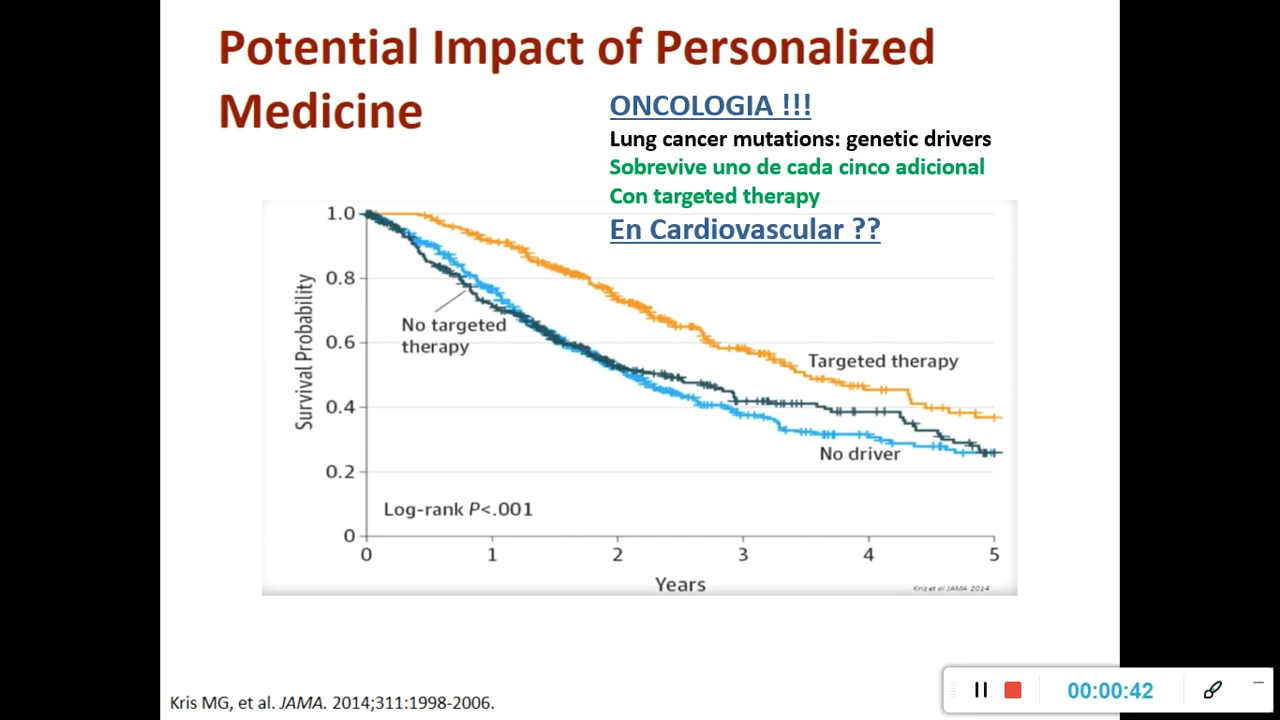 Potential Impact of Personalized
Medicine
ONCOLOGIA !!!
Lung cancer mutations: genetic drivers
Sobrevive uno de cada cinco adicional
Con targeted therapy
En Cardiovascular ??
Survival Probability
1.0
0.8
0.6
0.4
0.2
0
No targeted
therapy
Targeted therapy
No driver
Log-rank P<.001
0 1 2 3 4 5
Years
Kris et al JAMA 2014
Kris MG, et al. JAMA. 2014;311:1998-2006.
00:00:42